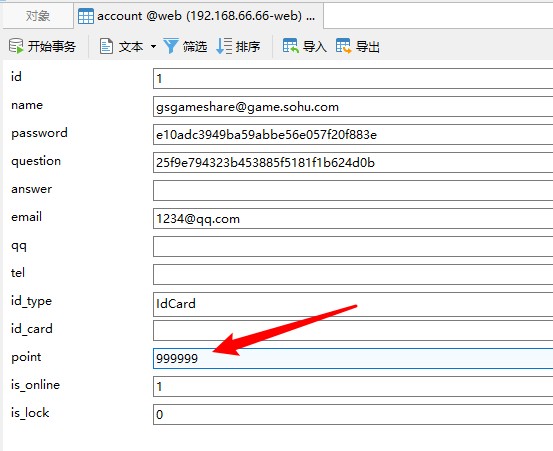 对象 account @web (192.168.66.66-web) ...
开始事务 文本 筛选 排序 导入 导出
id 1
name gsgameshare@game.sohu.com
password e10adc3949ba59abbe56e057f20f883e
question 25f9e794323b453885f5181f1b624d0b
answer
email 1234@qq.com
qq
tel
id_type IdCard
id_card
point 999999
is_online 1
is_lock 0